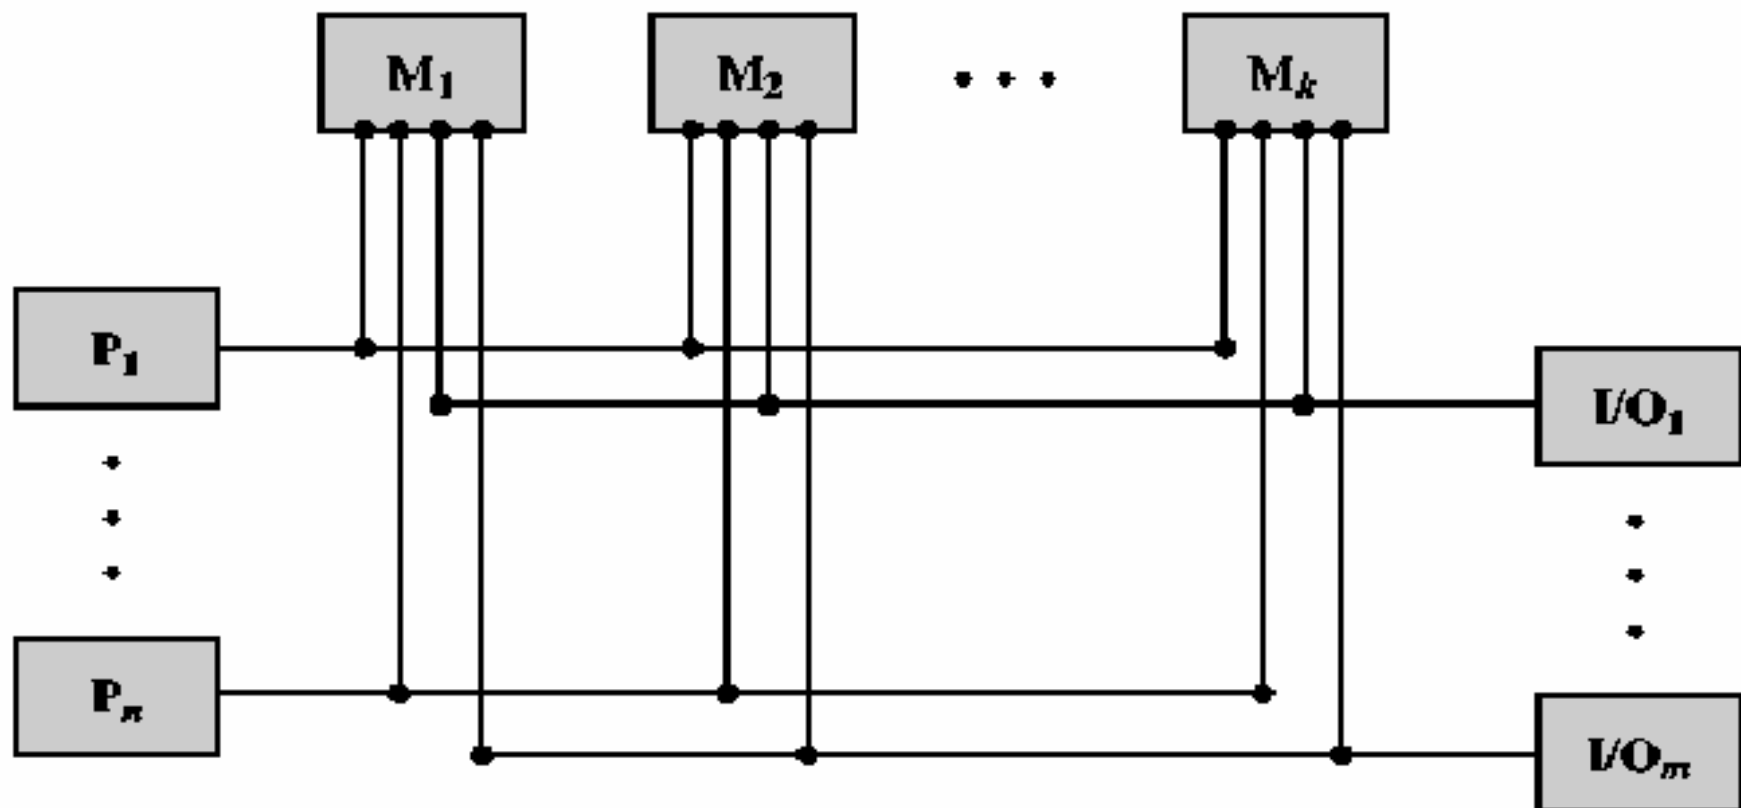 M₁ M₂ • • • Mₖ
P₁
I/O₁
Pₙ
I/Oₘ